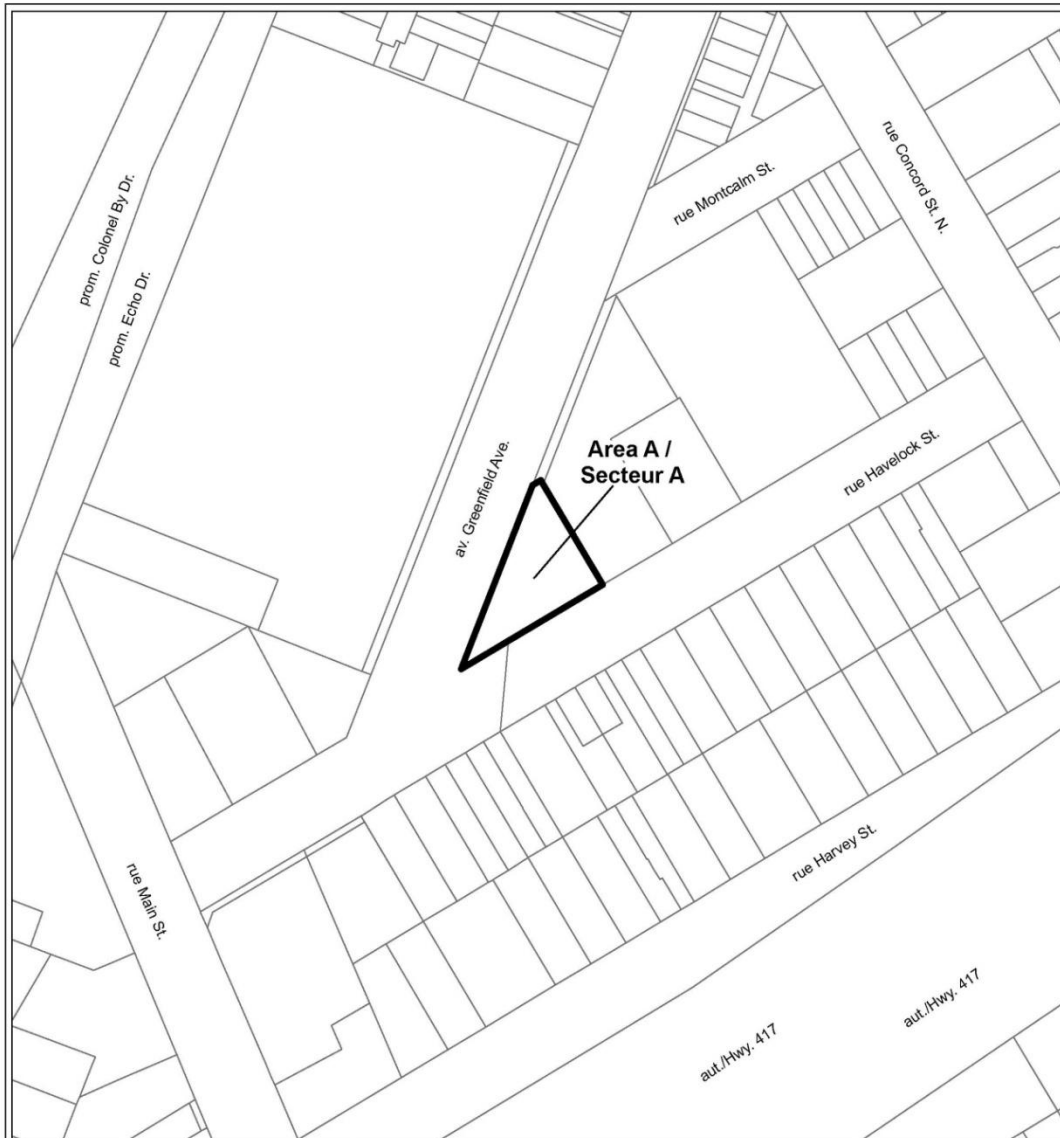 prom. Colonel By Dr.
prom. Echo Dr.
rue Montcalm St.
rue Concord St. N.
av. Greenfield Ave.
Area A /
Secteur A
rue Havelock St.
rue Main St.
rue Harvey St.
aut./Hwy. 417
aut./Hwy. 417